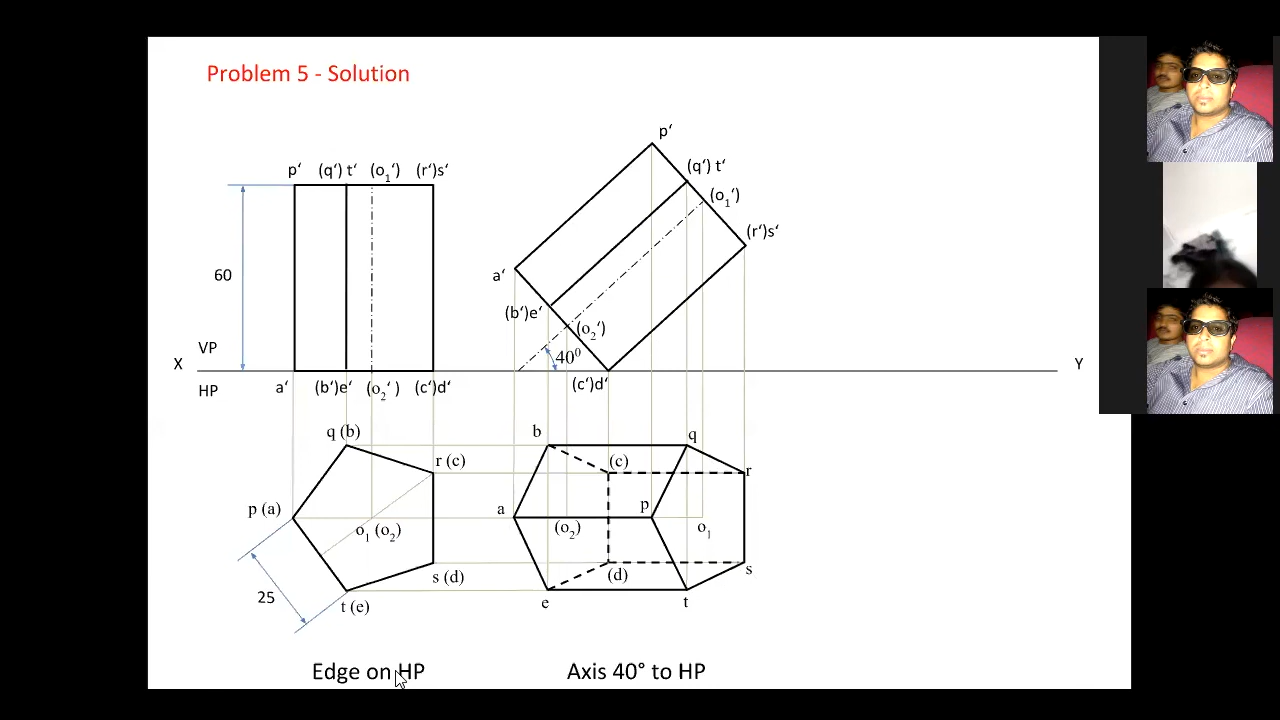 Problem 5 - Solution
p‘ (q‘) t‘ (o1‘) (r‘)s‘
60
VP
X
HP
a‘ (b‘)e‘ (o2‘ ) (c‘)d‘
p‘
(q‘) t‘
(o1‘)
(r‘)s‘
a‘
(b‘)e‘
(o2‘)
40⁰
(c‘)d‘
Y
q (b)
r (c)
p (a)
o1 (o2)
s (d)
25
t (e)
b
q
(c)
r
a
p
(o2)
o1
(d)
s
e
t
Edge on HP
Axis 40° to HP